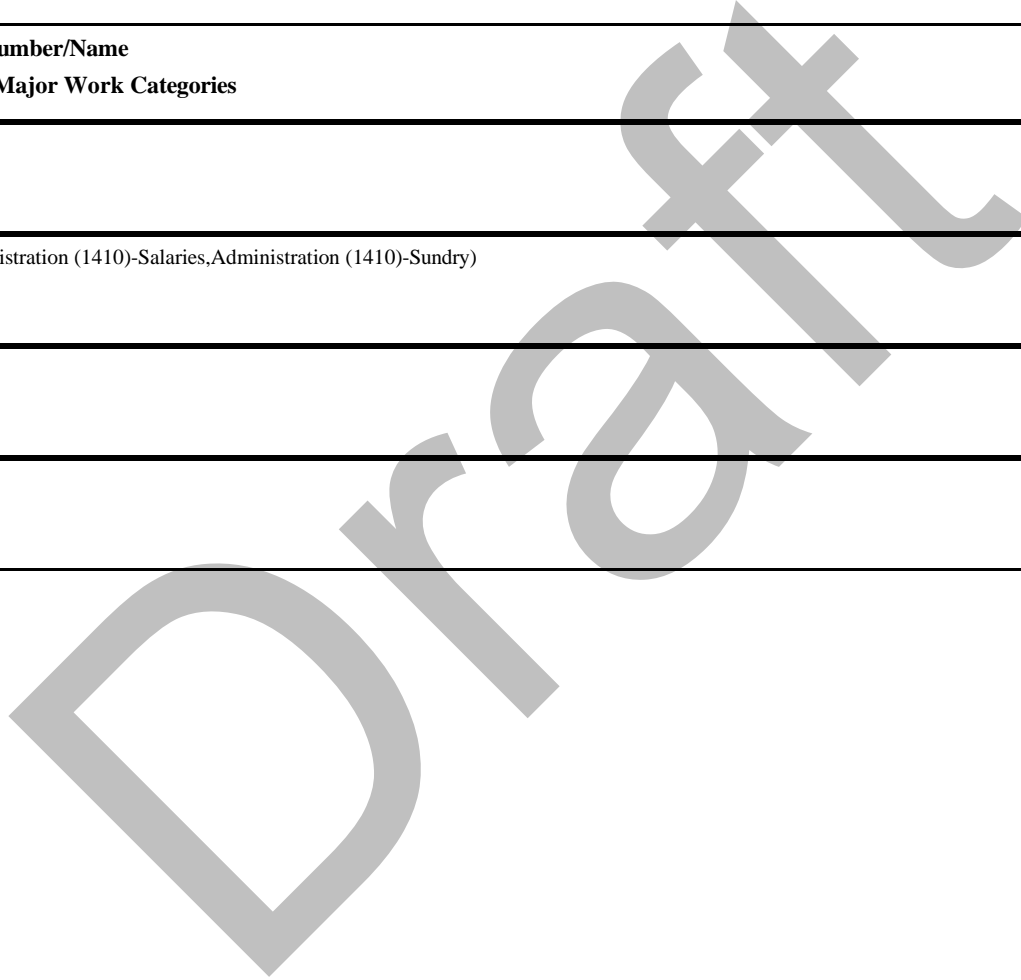 umber/Name
Major Work Categories
istration (1410)-Salaries,Administration (1410)-Sundry)
Draft